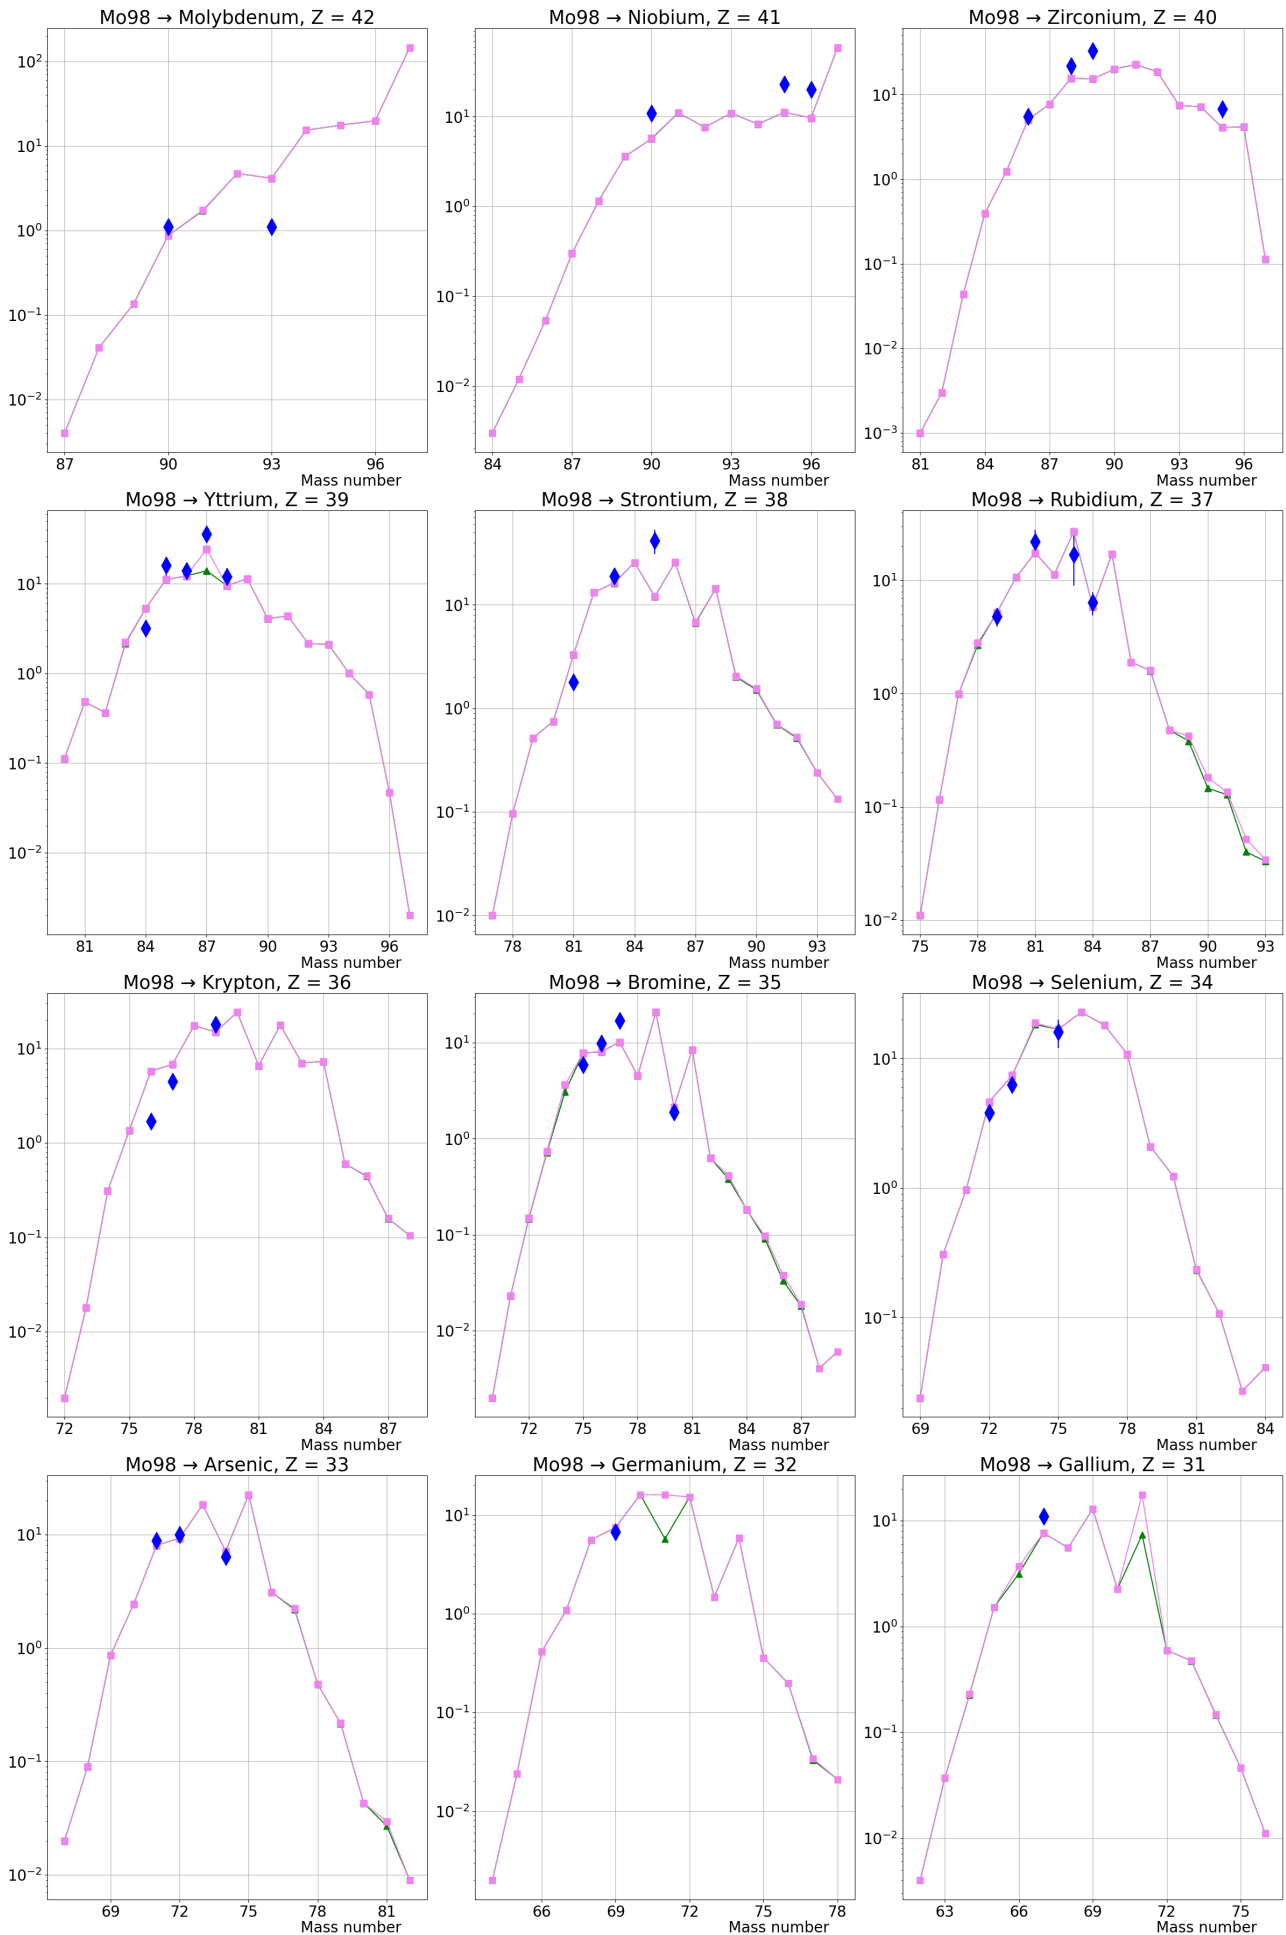 Mo98 → Molybdenum, Z = 42
10²
10¹
10⁰
10⁻¹
10⁻²
87 90 93 96
Mass number
Mo98 → Niobium, Z = 41
10¹
10⁰
10⁻¹
10⁻²
84 87 90 93 96
Mass number
Mo98 → Zirconium, Z = 40
10¹
10⁰
10⁻¹
10⁻²
10⁻³
81 84 87 90 93 96
Mass number
Mo98 → Yttrium, Z = 39
10¹
10⁰
10⁻¹
10⁻²
81 84 87 90 93 96
Mass number
Mo98 → Strontium, Z = 38
10¹
10⁰
10⁻¹
10⁻²
78 81 84 87 90 93
Mass number
Mo98 → Rubidium, Z = 37
10¹
10⁰
10⁻¹
10⁻²
75 78 81 84 87 90 93
Mass number
Mo98 → Krypton, Z = 36
10¹
10⁰
10⁻¹
10⁻²
72 75 78 81 84 87
Mass number
Mo98 → Bromine, Z = 35
10¹
10⁰
10⁻¹
10⁻²
72 75 78 81 84 87
Mass number
Mo98 → Selenium, Z = 34
10¹
10⁰
10⁻¹
69 72 75 78 81 84
Mass number
Mo98 → Arsenic, Z = 33
10¹
10⁰
10⁻¹
10⁻²
69 72 75 78 81
Mass number
Mo98 → Germanium, Z = 32
10¹
10⁰
10⁻¹
10⁻²
66 69 72 75 78
Mass number
Mo98 → Gallium, Z = 31
10¹
10⁰
10⁻¹
10⁻²
63 66 69 72 75
Mass number